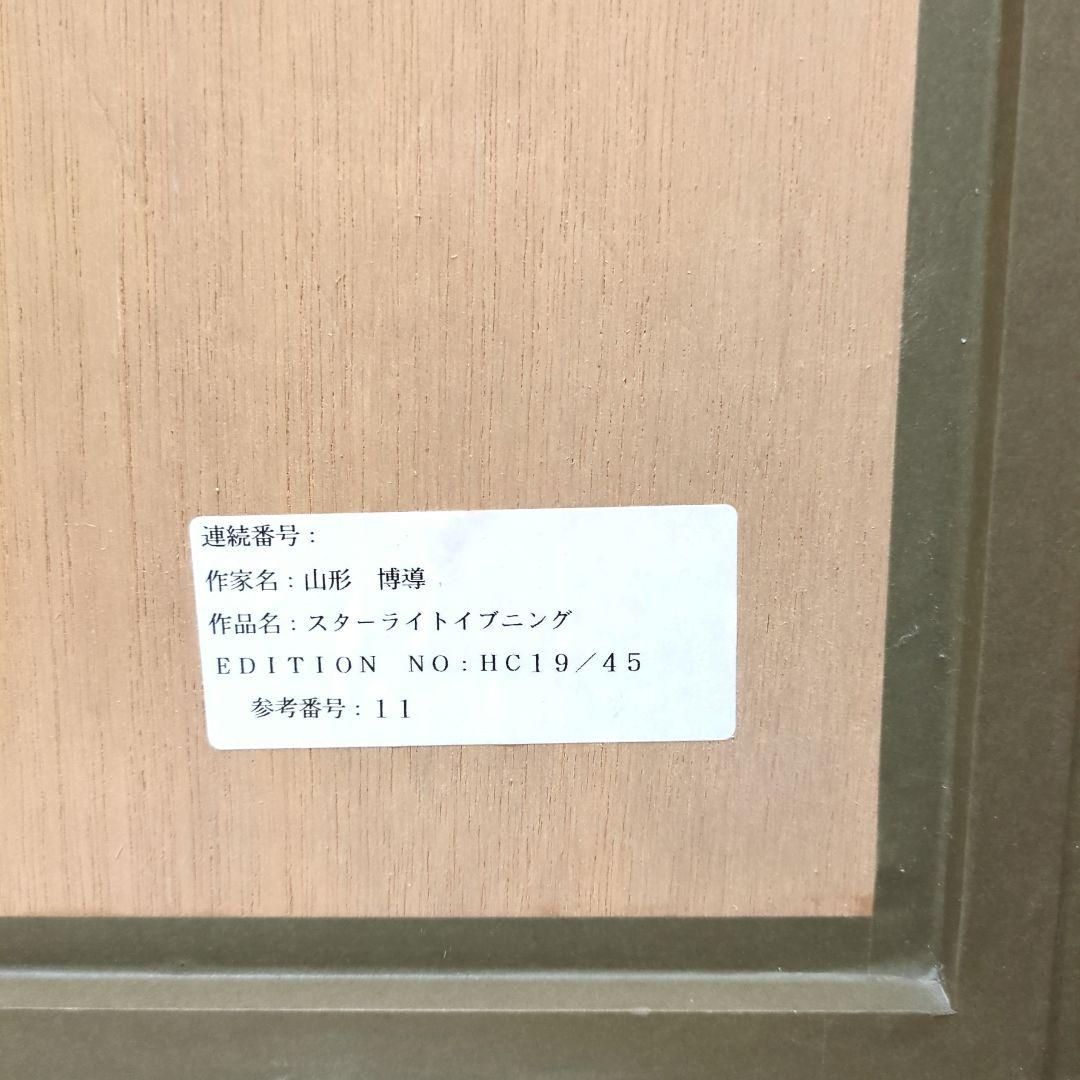 連続番号：
作家名：山形　博導
作品名：スターライトイブニング
ＥＤＩＴＩＯＮ　ＮＯ：ＨＣ１９／４５
参考番号：１１